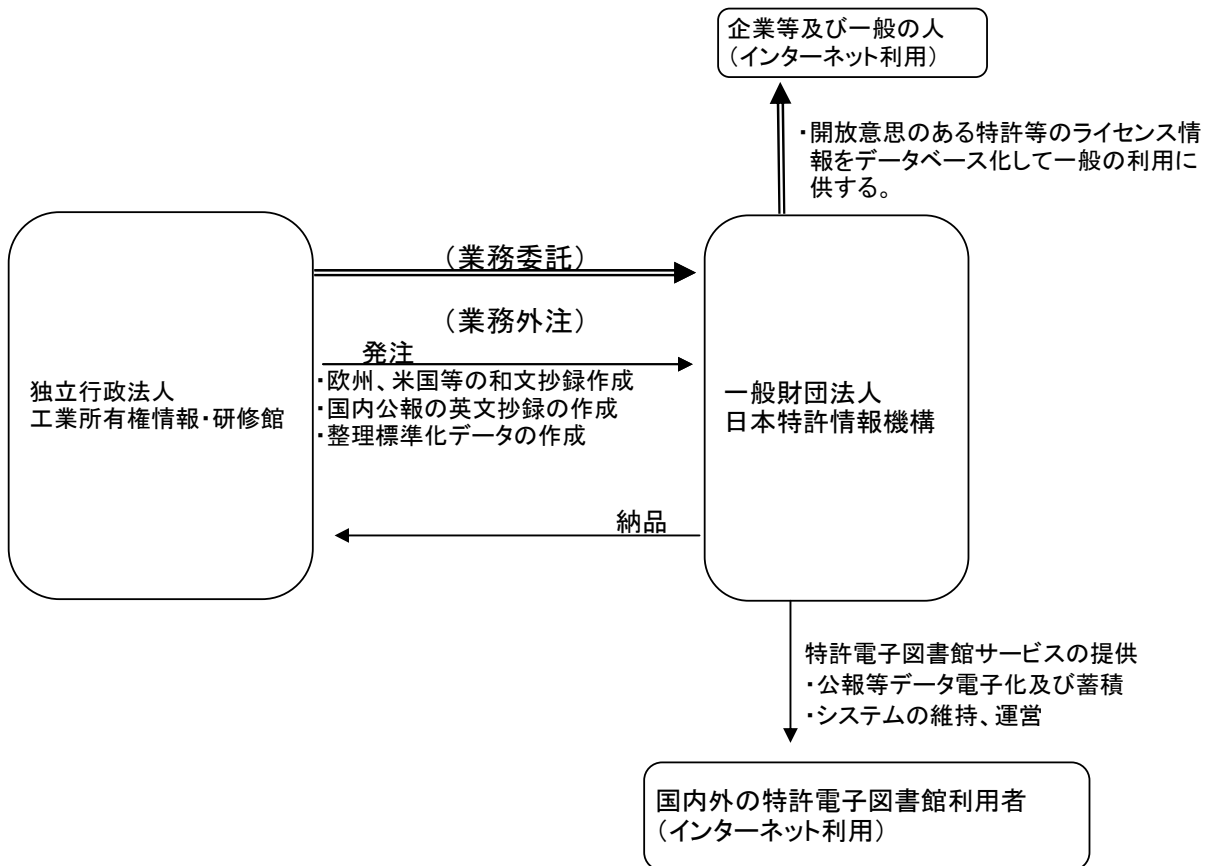 企業等及び一般の人
（インターネット利用）
・開放意思のある特許等のライセンス情
報をデータベース化して一般の利用に
供する。
（業務委託）
（業務外注）
発注
・欧州、米国等の和文抄録作成
・国内公報の英文抄録の作成
・整理標準化データの作成
独立行政法人
工業所有権情報・研修館
一般財団法人
日本特許情報機構
納品
特許電子図書館サービスの提供
・公報等データ電子化及び蓄積
・システムの維持、運営
国内外の特許電子図書館利用者
（インターネット利用）